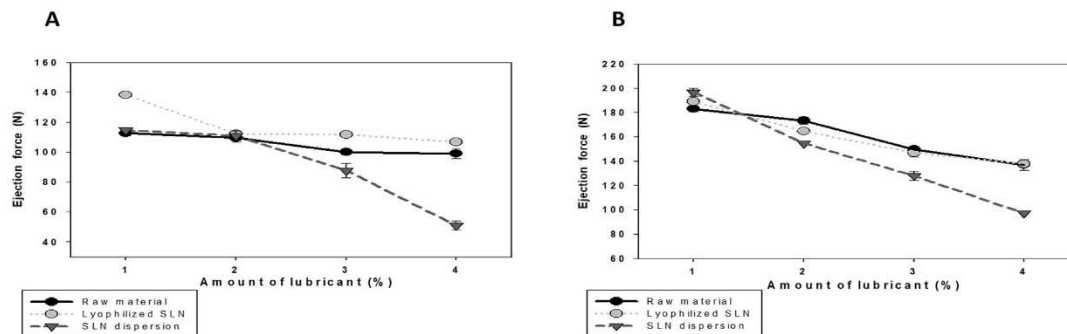 A
Ejection force (N)
160
140
120
100
80
60
40
1 2 3 4
Amount of lubricant (%)
Raw material
Lyophilized SLN
SLN dispersion
B
Ejection force (N)
220
200
180
160
140
120
100
80
60
1 2 3 4
Amount of lubricant (%)
Raw material
Lyophilized SLN
SLN dispersion